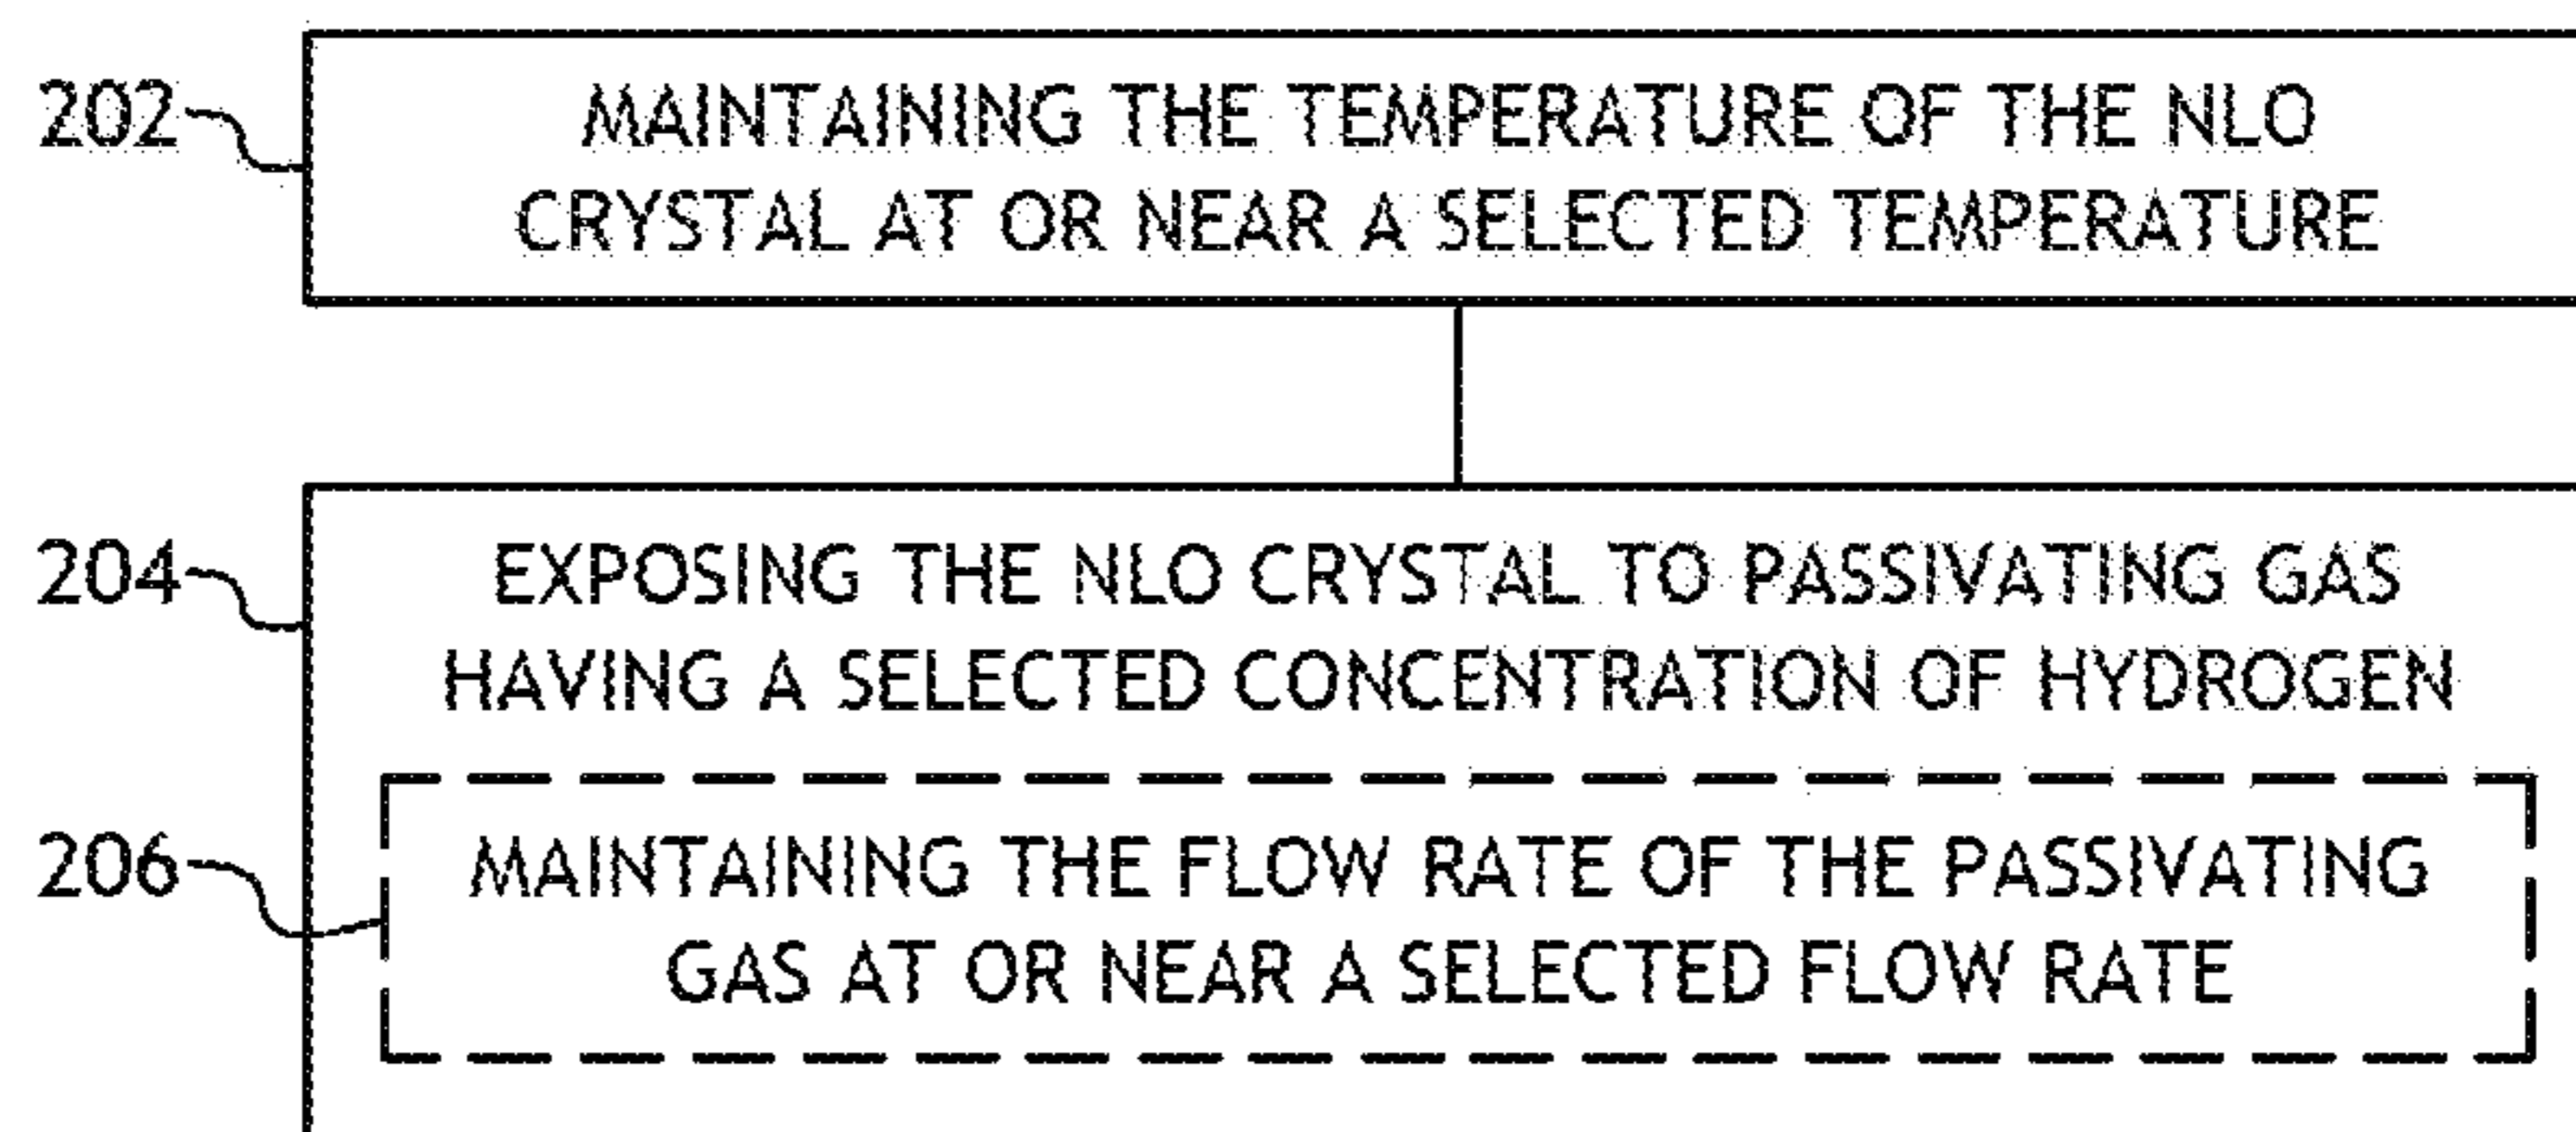 202
MAINTAINING THE TEMPERATURE OF THE NLO
CRYSTAL AT OR NEAR A SELECTED TEMPERATURE
204
EXPOSING THE NLO CRYSTAL TO PASSIVATING GAS
HAVING A SELECTED CONCENTRATION OF HYDROGEN
206
MAINTAINING THE FLOW RATE OF THE PASSIVATING
GAS AT OR NEAR A SELECTED FLOW RATE